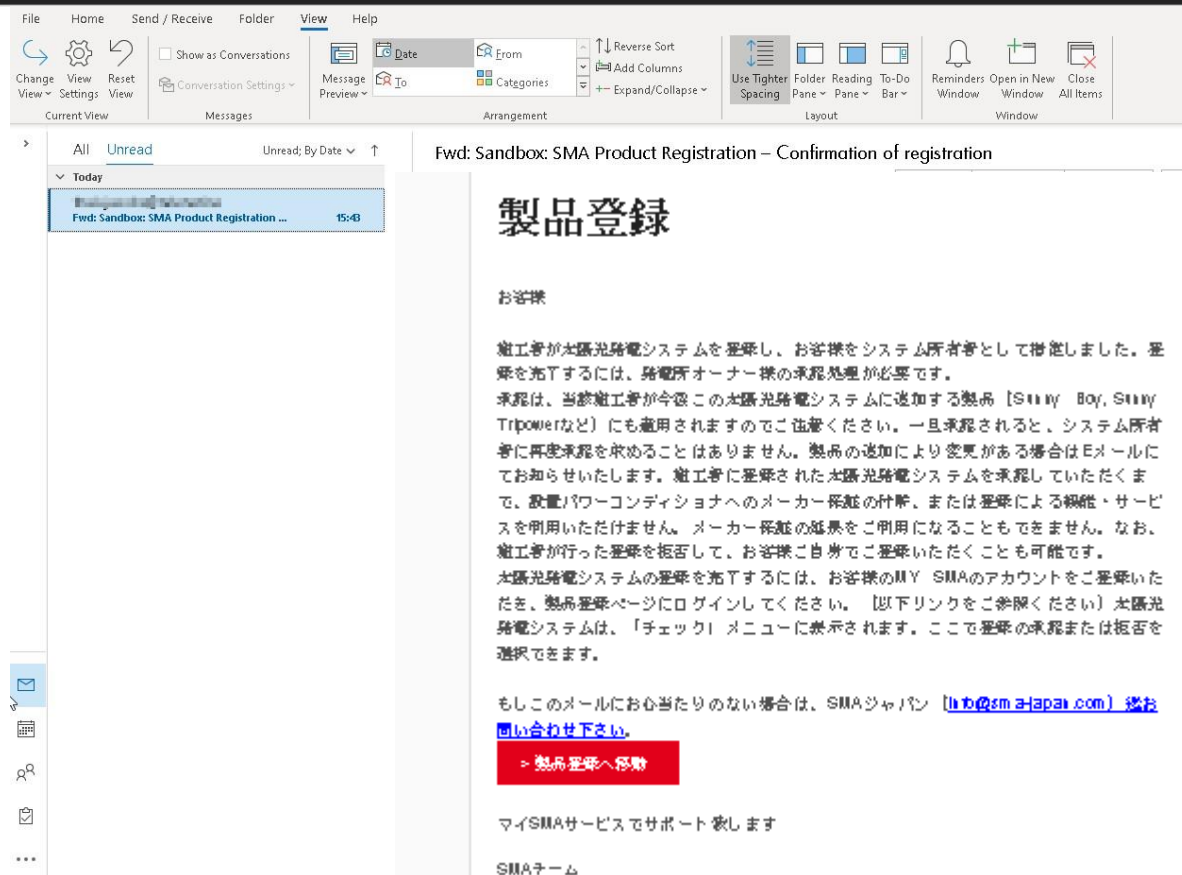 File Home Send / Receive Folder View Help
Change View
View Settings
Reset View
Current View
Show as Conversations
Conversation Settings
Messages
Message Preview
Date
From
To
Categories
Reverse Sort
Add Columns
Expand/Collapse
Arrangement
Use Tighter Spacing
Folder Pane
Reading Pane
To-Do Bar
Layout
Reminders Window
Open in New Window
Close All Items
Window
All Unread
Unread; By Date
Today
Fwd: Sandbox: SMA Product Registration ... 15:43
Fwd: Sandbox: SMA Product Registration – Confirmation of registration
製品登録
お客様
施工者が太陽光発電システムを登録し、お客様をシステム所有者として指定しました。登
録を完了するには、発電所オーナー様の承認処理が必要です。
承認は、当該施工者が今後この太陽光発電システムに追加する製品 (Sunny Boy, Sunny
Tripowerなど) にも適用されますのでご注意ください。一旦承認されると、システム所有
者に再度承認を求めることはありません。製品の追加により変更がある場合はEメールに
てお知らせいたします。施工者に登録された太陽光発電システムを承認していただくま
で、設置パワーコンディショナへのメーカー保証の付帯、または登録による機能・サービ
スを利用いただけません。 メーカー保証の延長をご利用になることもできません。なお、
施工者が行った登録を拒否して、お客様ご自身でご登録いただくことも可能です。
太陽光発電システムの登録を完了するには、お客様のMY SMAのアカウントをご登録いた
だき、製品登録ページにログインしてください。 (以下リンクをご参照ください) 太陽光
発電システムは、「チェック」メニューに表示されます。ここで登録の承認または拒否を
選択できます。
もしこのメールにお心当たりのない場合は、SMAジャパン (info@sma-japan.com) 迄お
問い合わせ下さい。
> 製品登録へ移動
マイSMAサービスでサポート致します
SMAチーム